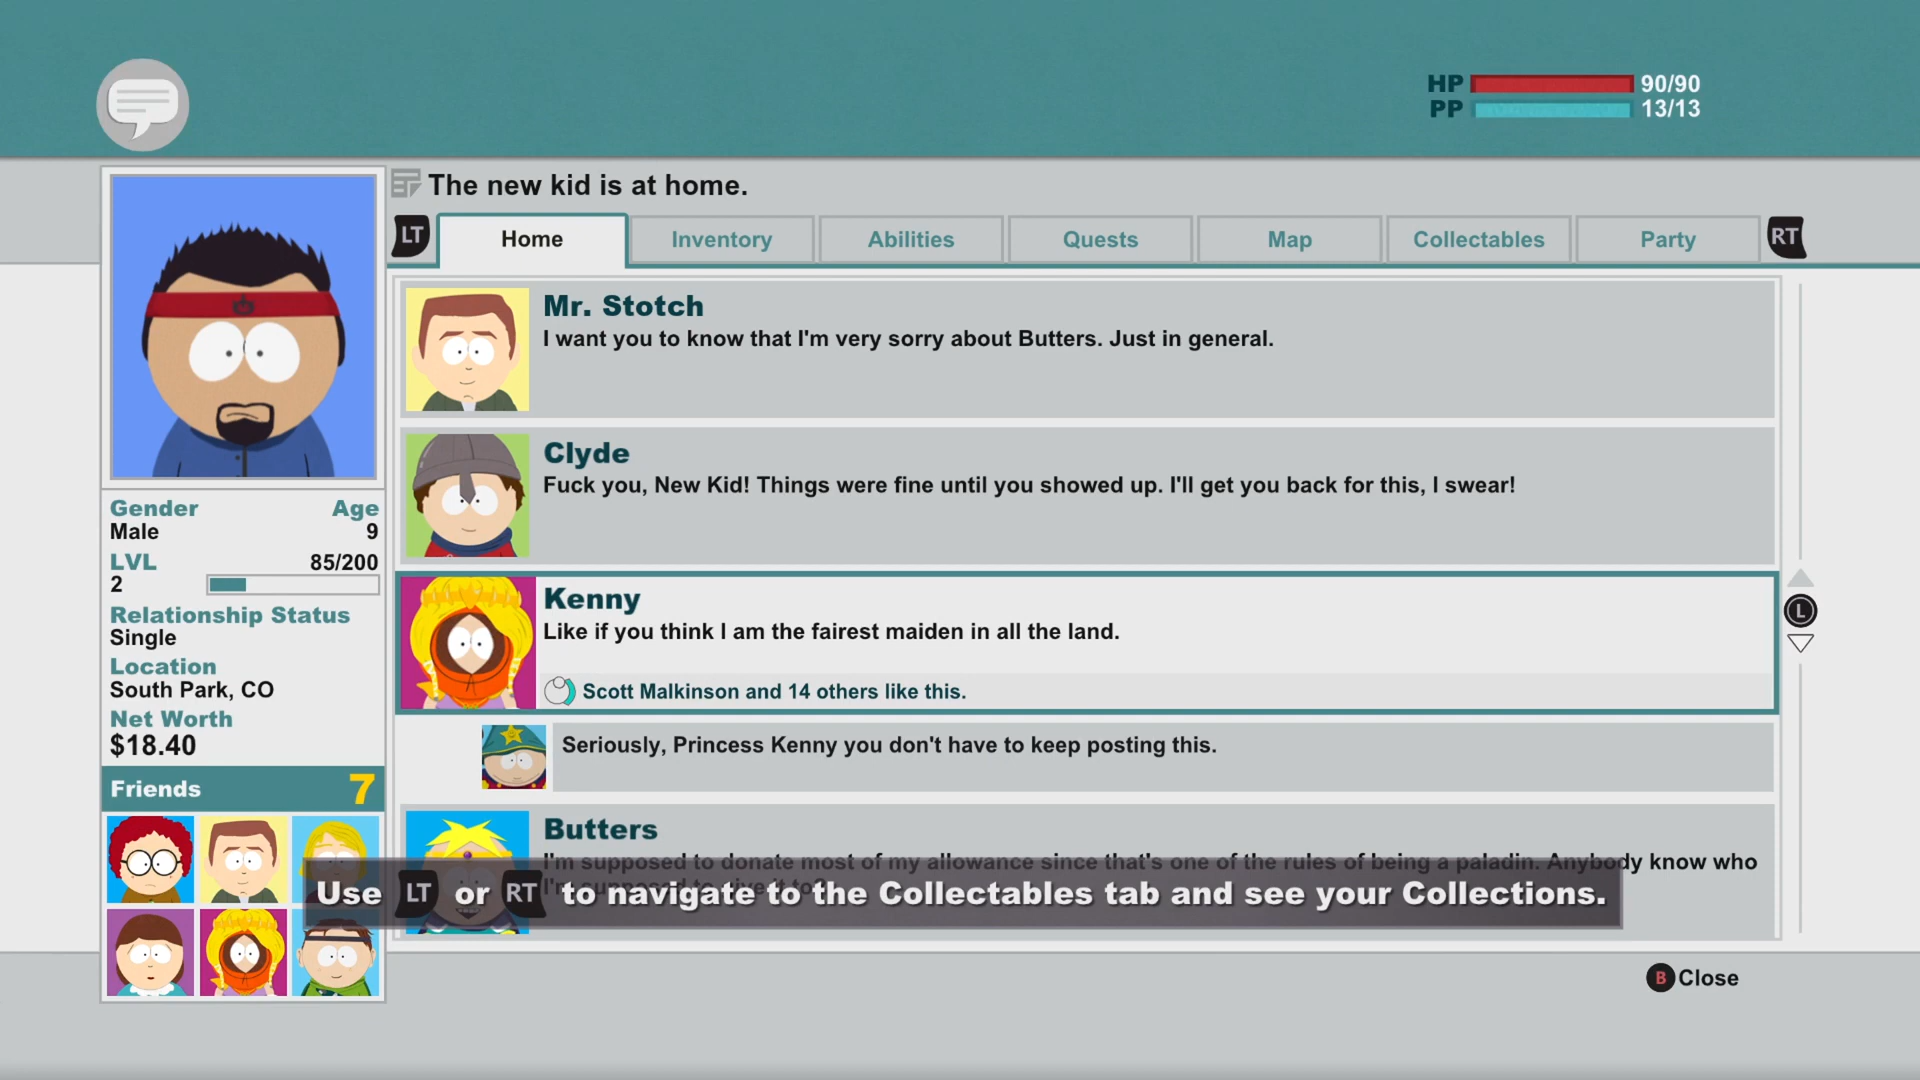 HP 90/90
PP 13/13
The new kid is at home.
LT Home Inventory Abilities Quests Map Collectables Party RT
Mr. Stotch
I want you to know that I'm very sorry about Butters. Just in general.
Clyde
Fuck you, New Kid! Things were fine until you showed up. I'll get you back for this, I swear!
Gender Age
Male 9
LVL 85/200
2
Relationship Status
Single
Location
South Park, CO
Net Worth
$18.40
Friends 7
Kenny
Like if you think I am the fairest maiden in all the land.
Scott Malkinson and 14 others like this.
L
Seriously, Princess Kenny you don't have to keep posting this.
Butters
I'm supposed to donate most of my allowance since that's one of the rules of being a paladin. Anybody know who
I'm supposed to give it to?
Use LT or RT to navigate to the Collectables tab and see your Collections.
B Close